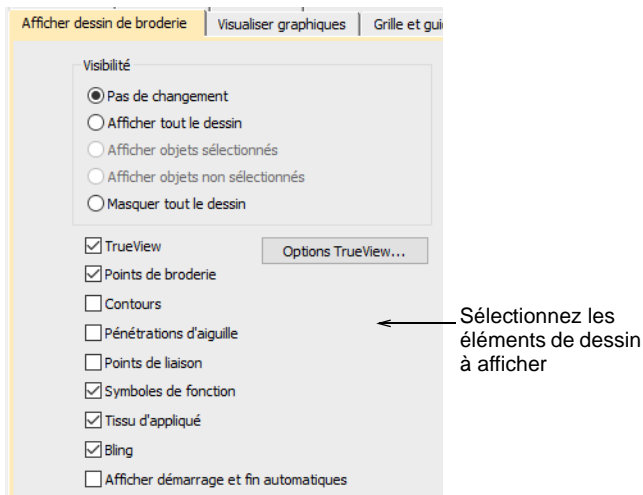 Afficher dessin de broderie
Visualiser graphiques
Grille et gui
Visibilité
Pas de changement
Afficher tout le dessin
Afficher objets sélectionnés
Afficher objets non sélectionnés
Masquer tout le dessin
TrueView
Options TrueView...
Points de broderie
Contours
Pénétrations d'aiguille
Points de liaison
Symboles de fonction
Tissu d'appliqué
Bling
Afficher démarrage et fin automatiques
Sélectionnez les
éléments de dessin
à afficher